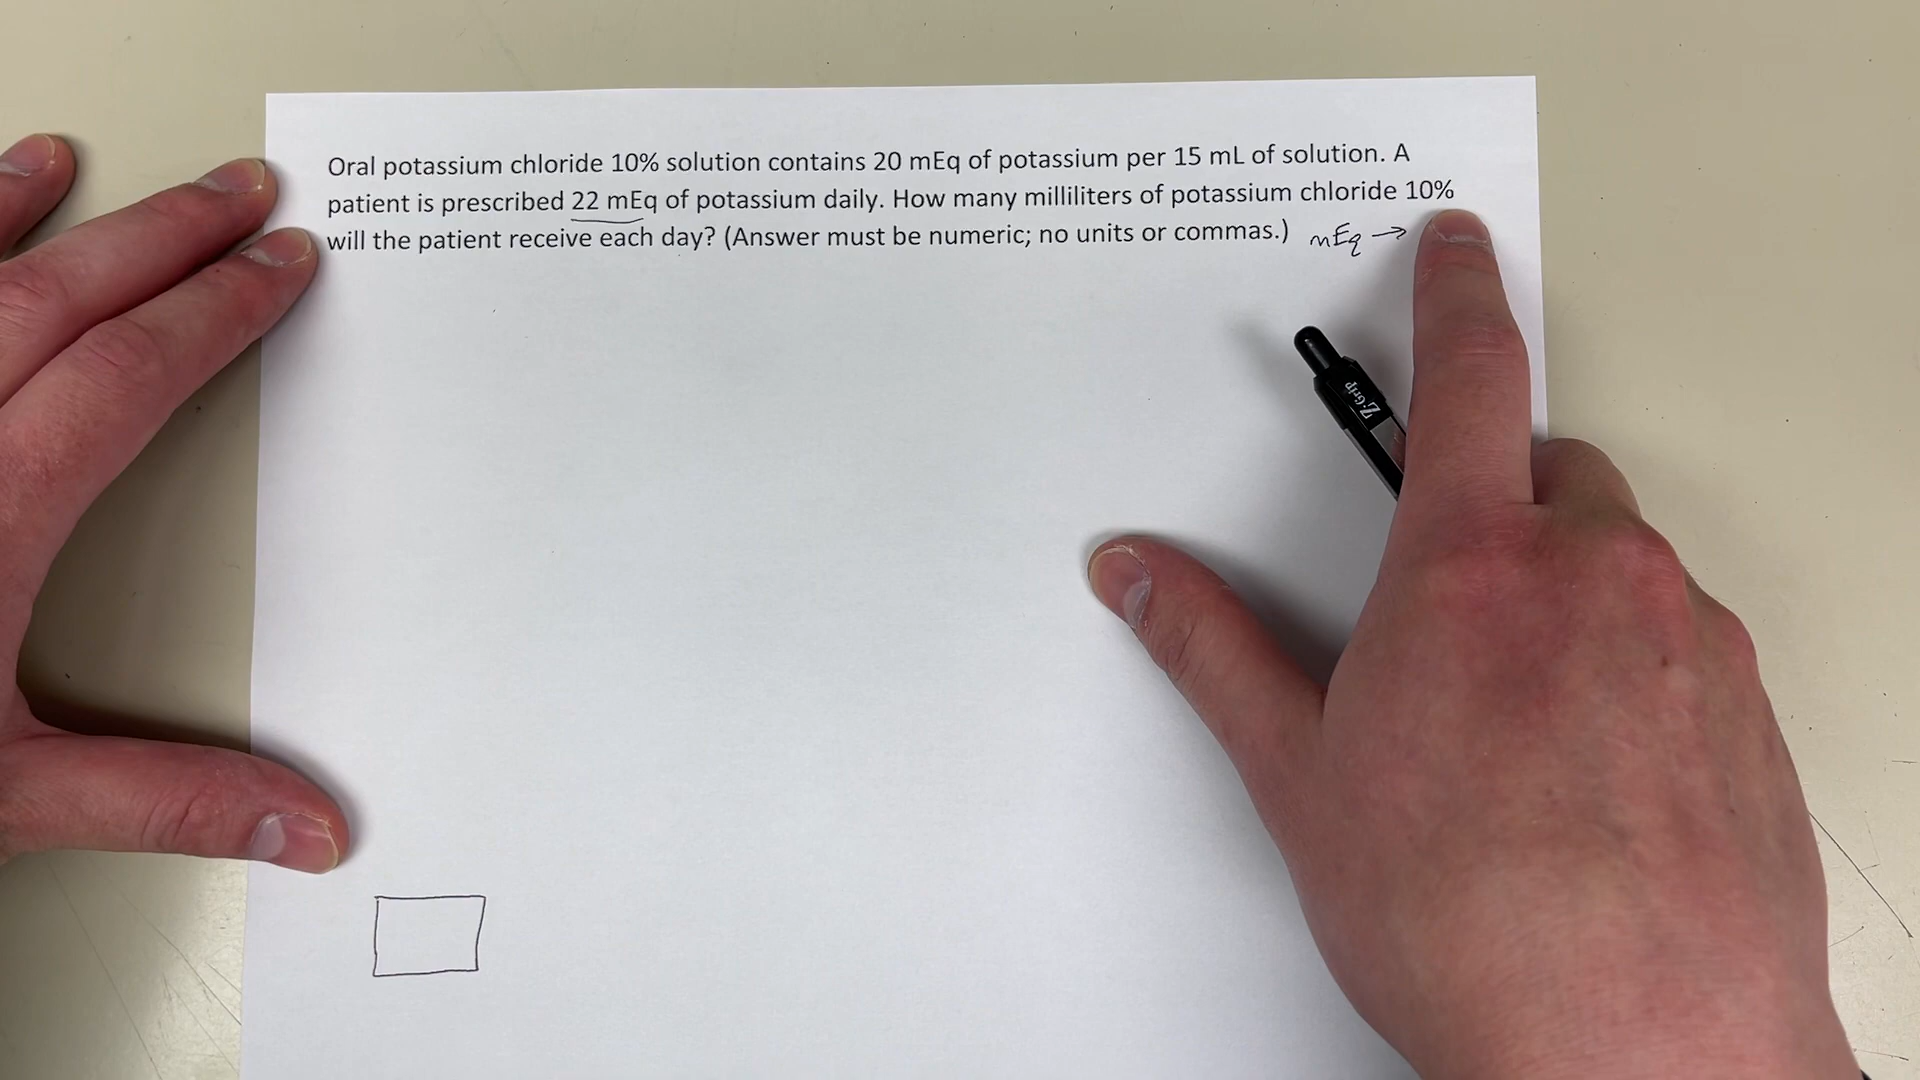 Oral potassium chloride 10% solution contains 20 mEq of potassium per 15 mL of solution. A
patient is prescribed 22 mEq of potassium daily. How many milliliters of potassium chloride 10%
will the patient receive each day? (Answer must be numeric; no units or commas.) mEq →
Z-Grip